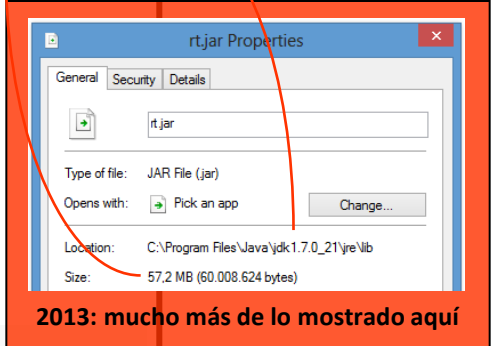 rt.jar Properties
General Security Details
rt.jar
Type of file: JAR File (.jar)
Opens with: Pick an app Change...
Location: C:\Program Files\Java\jdk1.7.0_21\jre\lib
Size: 57,2 MB (60.008.624 bytes)
2013: mucho más de lo mostrado aquí